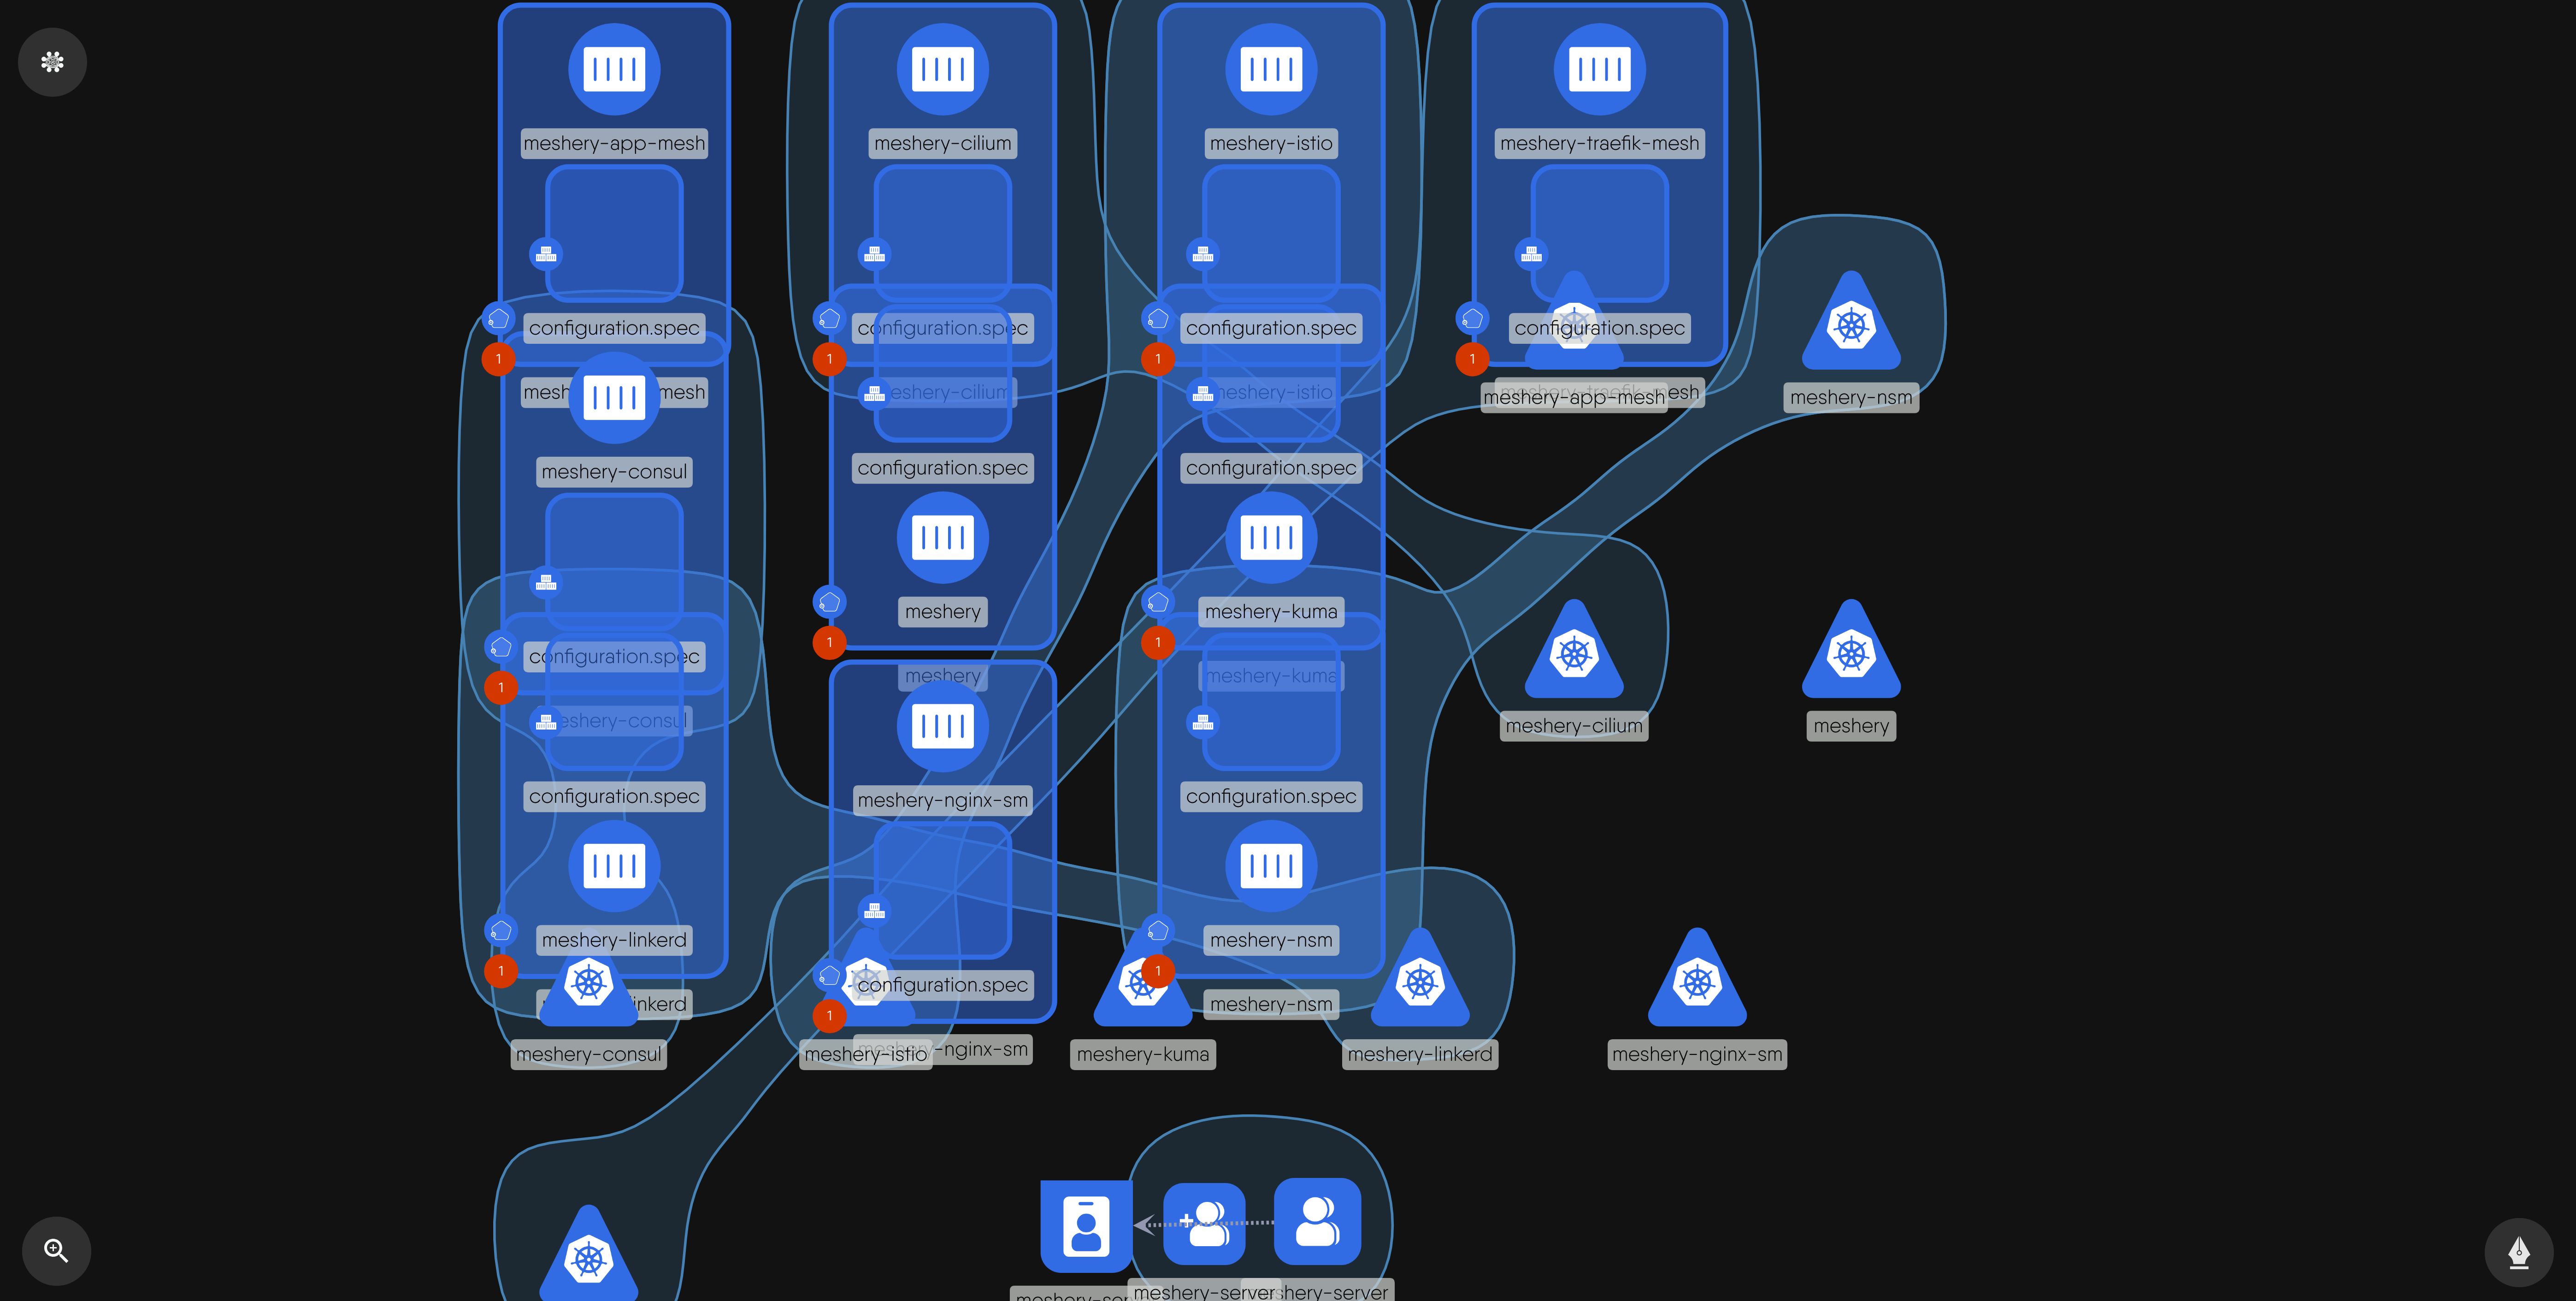 meshery-app-mesh
meshery-cilium
meshery-istio
meshery-traefik-mesh
configuration.spec
configuration.spec
configuration.spec
configuration.spec
1
1
1
1
mesh
meshery-cilium
meshery-istio
meshery-app-mesh
meshery-nsm
meshery-consul
configuration.spec
configuration.spec
meshery
meshery-kuma
1
1
configuration.spec
1
meshery
meshery-kuma
meshery-consul
meshery-cilium
meshery
configuration.spec
meshery-nginx-sm
configuration.spec
meshery-linkerd
meshery-nsm
1
1
configuration.spec
meshery-nsm
1
meshery-consul
meshery-istio
-nginx-sm
meshery-kuma
meshery-linkerd
meshery-nginx-sm
meshery-server